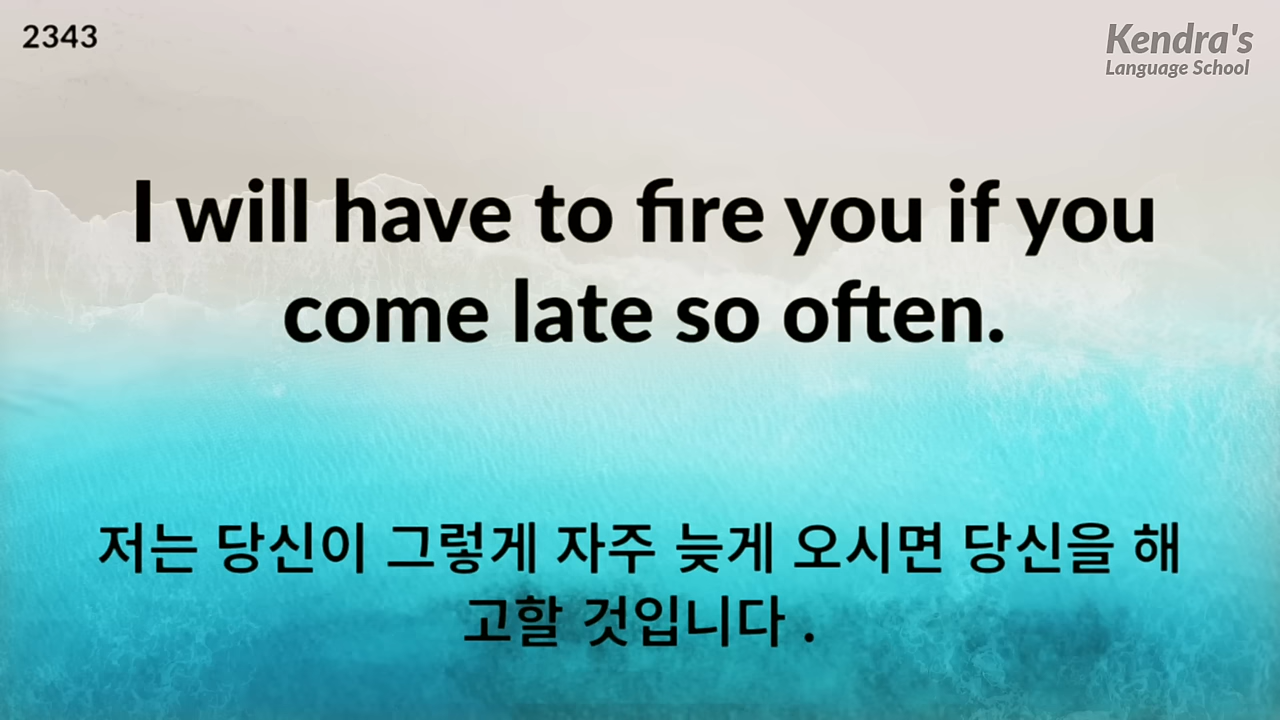 2343
Kendra's
Language School
I will have to fire you if you
come late so often.
저는 당신이 그렇게 자주 늦게 오시면 당신을 해
고할 것입니다 .